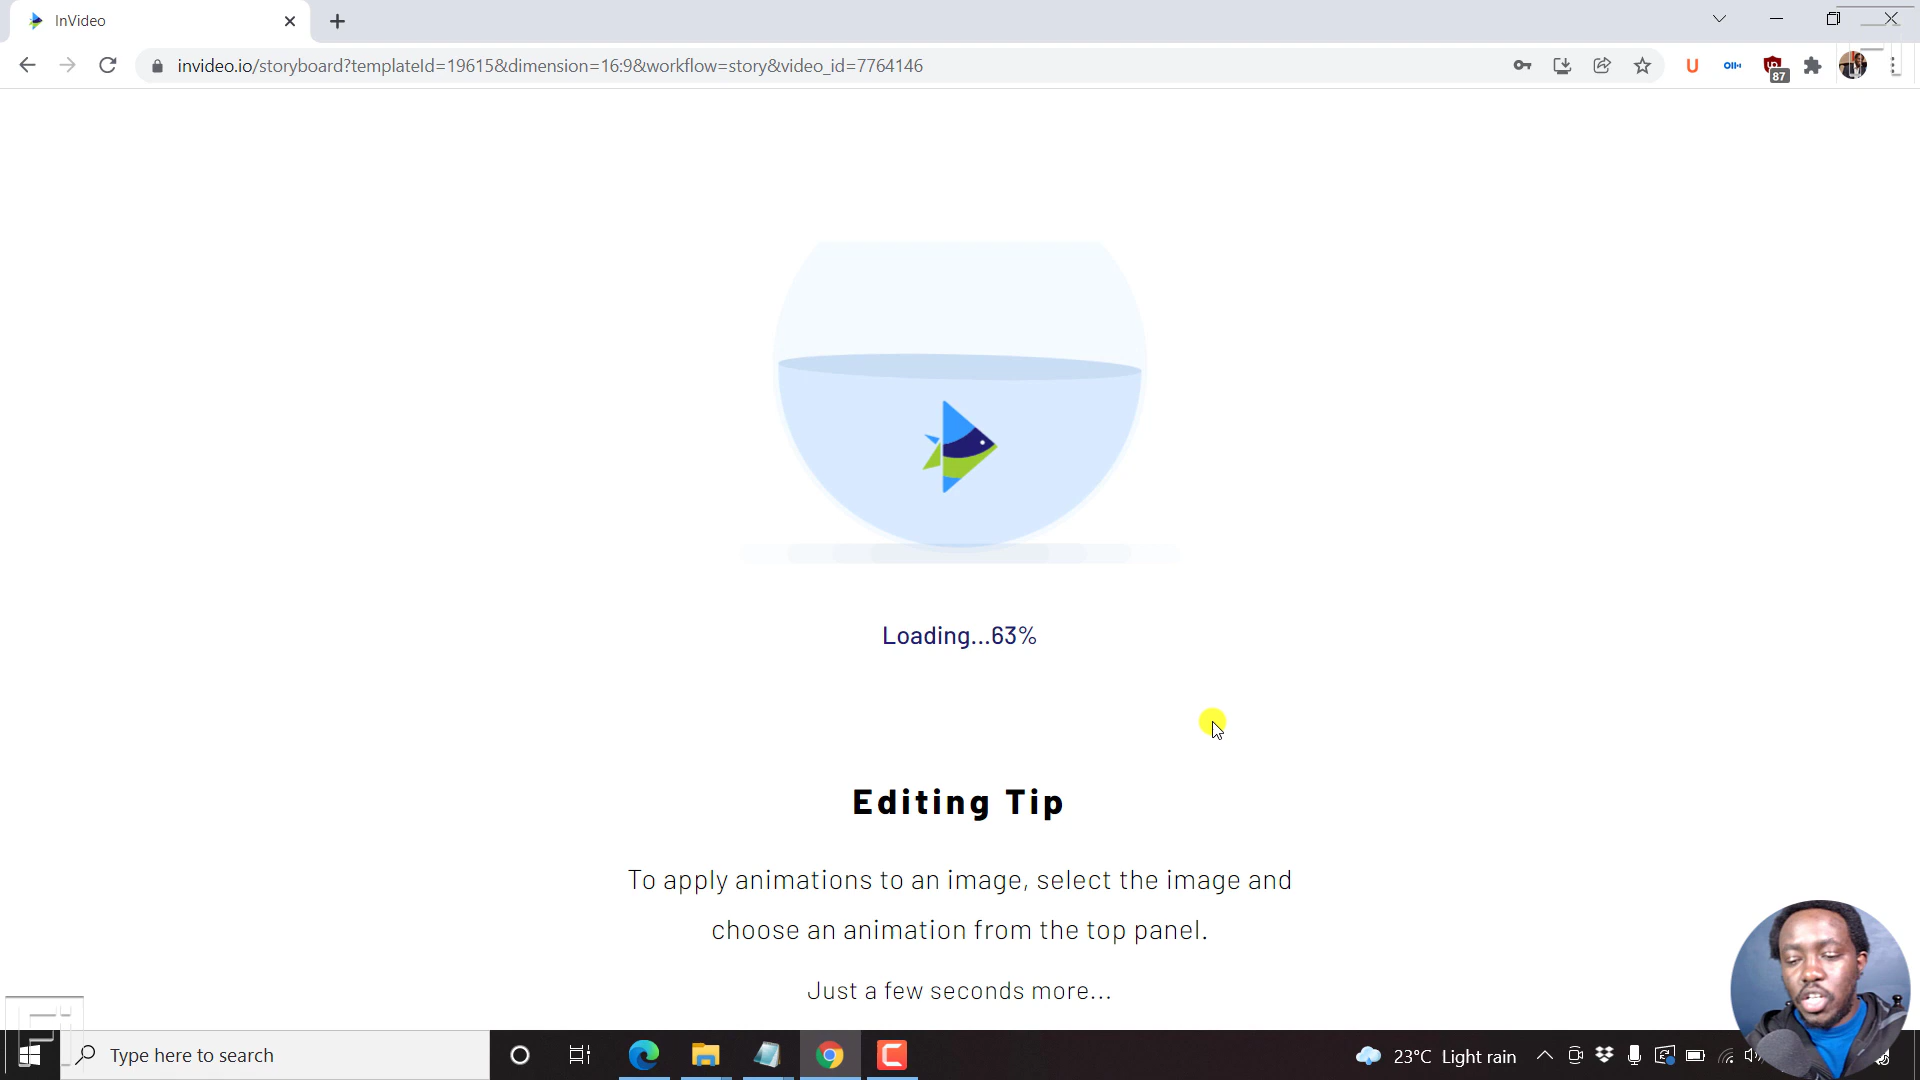 InVideo
invideo.io/storyboard?templateId=19615&dimension=16:9&workflow=story&video_id=7764146
87
Loading...63%
Editing Tip
To apply animations to an image, select the image and
choose an animation from the top panel.
Just a few seconds more...
Type here to search
23°C Light rain